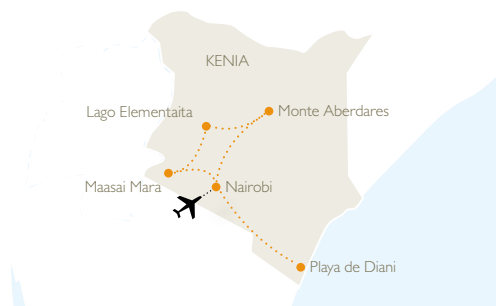 KENIA
Lago Elementaita
Monte Aberdares
Maasai Mara
Nairobi
Playa de Diani